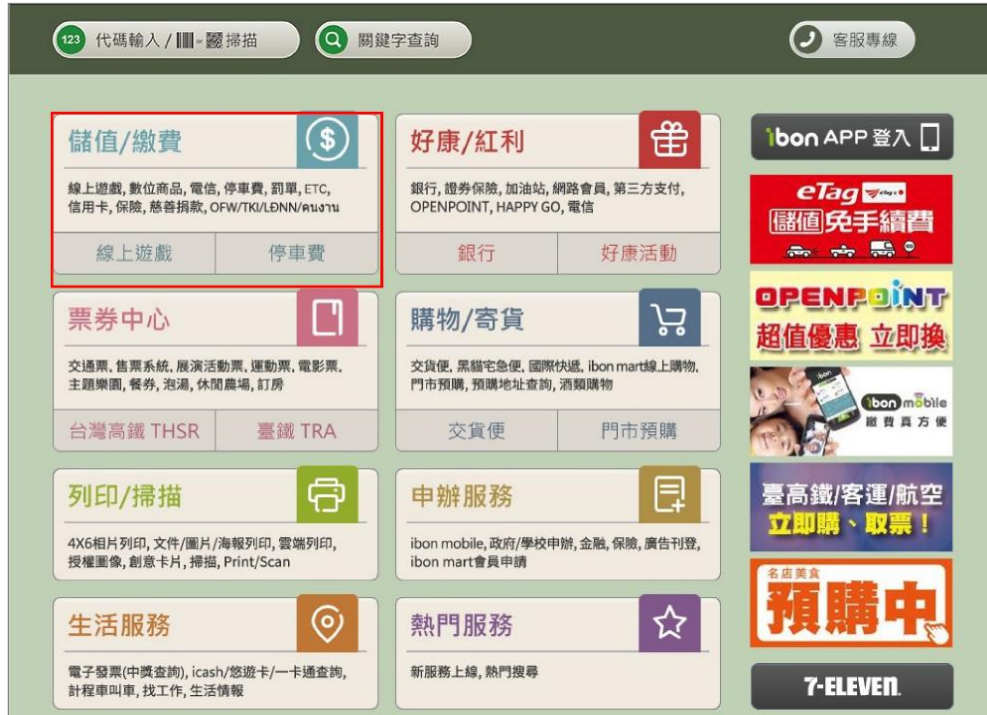 123 代碼輸入 / - 掃描
關鍵字查詢
客服專線
儲值/繳費
線上遊戲, 數位商品, 電信, 停車費, 罰單, ETC,
信用卡, 保險, 慈善捐款, OFW/TKI/LĐNN/คนงาน
線上遊戲
停車費
好康/紅利
銀行, 證券保險, 加油站, 網路會員, 第三方支付,
OPENPOINT, HAPPY GO, 電信
銀行
好康活動
票券中心
交通票, 售票系統, 展演活動票, 運動票, 電影票,
主題樂園, 餐券, 泡湯, 休閒農場, 訂房
台灣高鐵 THSR
臺鐵 TRA
購物/寄貨
交貨便, 黑貓宅急便, 國際快遞, ibon mart線上購物,
門市預購, 預購地址查詢, 酒類購物
交貨便
門市預購
列印/掃描
4X6相片列印, 文件/圖片/海報列印, 雲端列印,
授權圖像, 創意卡片, 掃描, Print/Scan
申辦服務
ibon mobile, 政府/學校申辦, 金融, 保險, 廣告刊登,
ibon mart會員申請
生活服務
電子發票(中獎查詢), icash/悠遊卡/一卡通查詢,
計程車叫車, 找工作, 生活情報
熱門服務
新服務上線, 熱門搜尋
ibon APP 登入
eTag
儲值免手續費
OPENPOINT
超值優惠 立即換
ibon mobile
繳費真方便
臺高鐵/客運/航空
立即購、取票！
名店美食
預購中
7-ELEVEN.